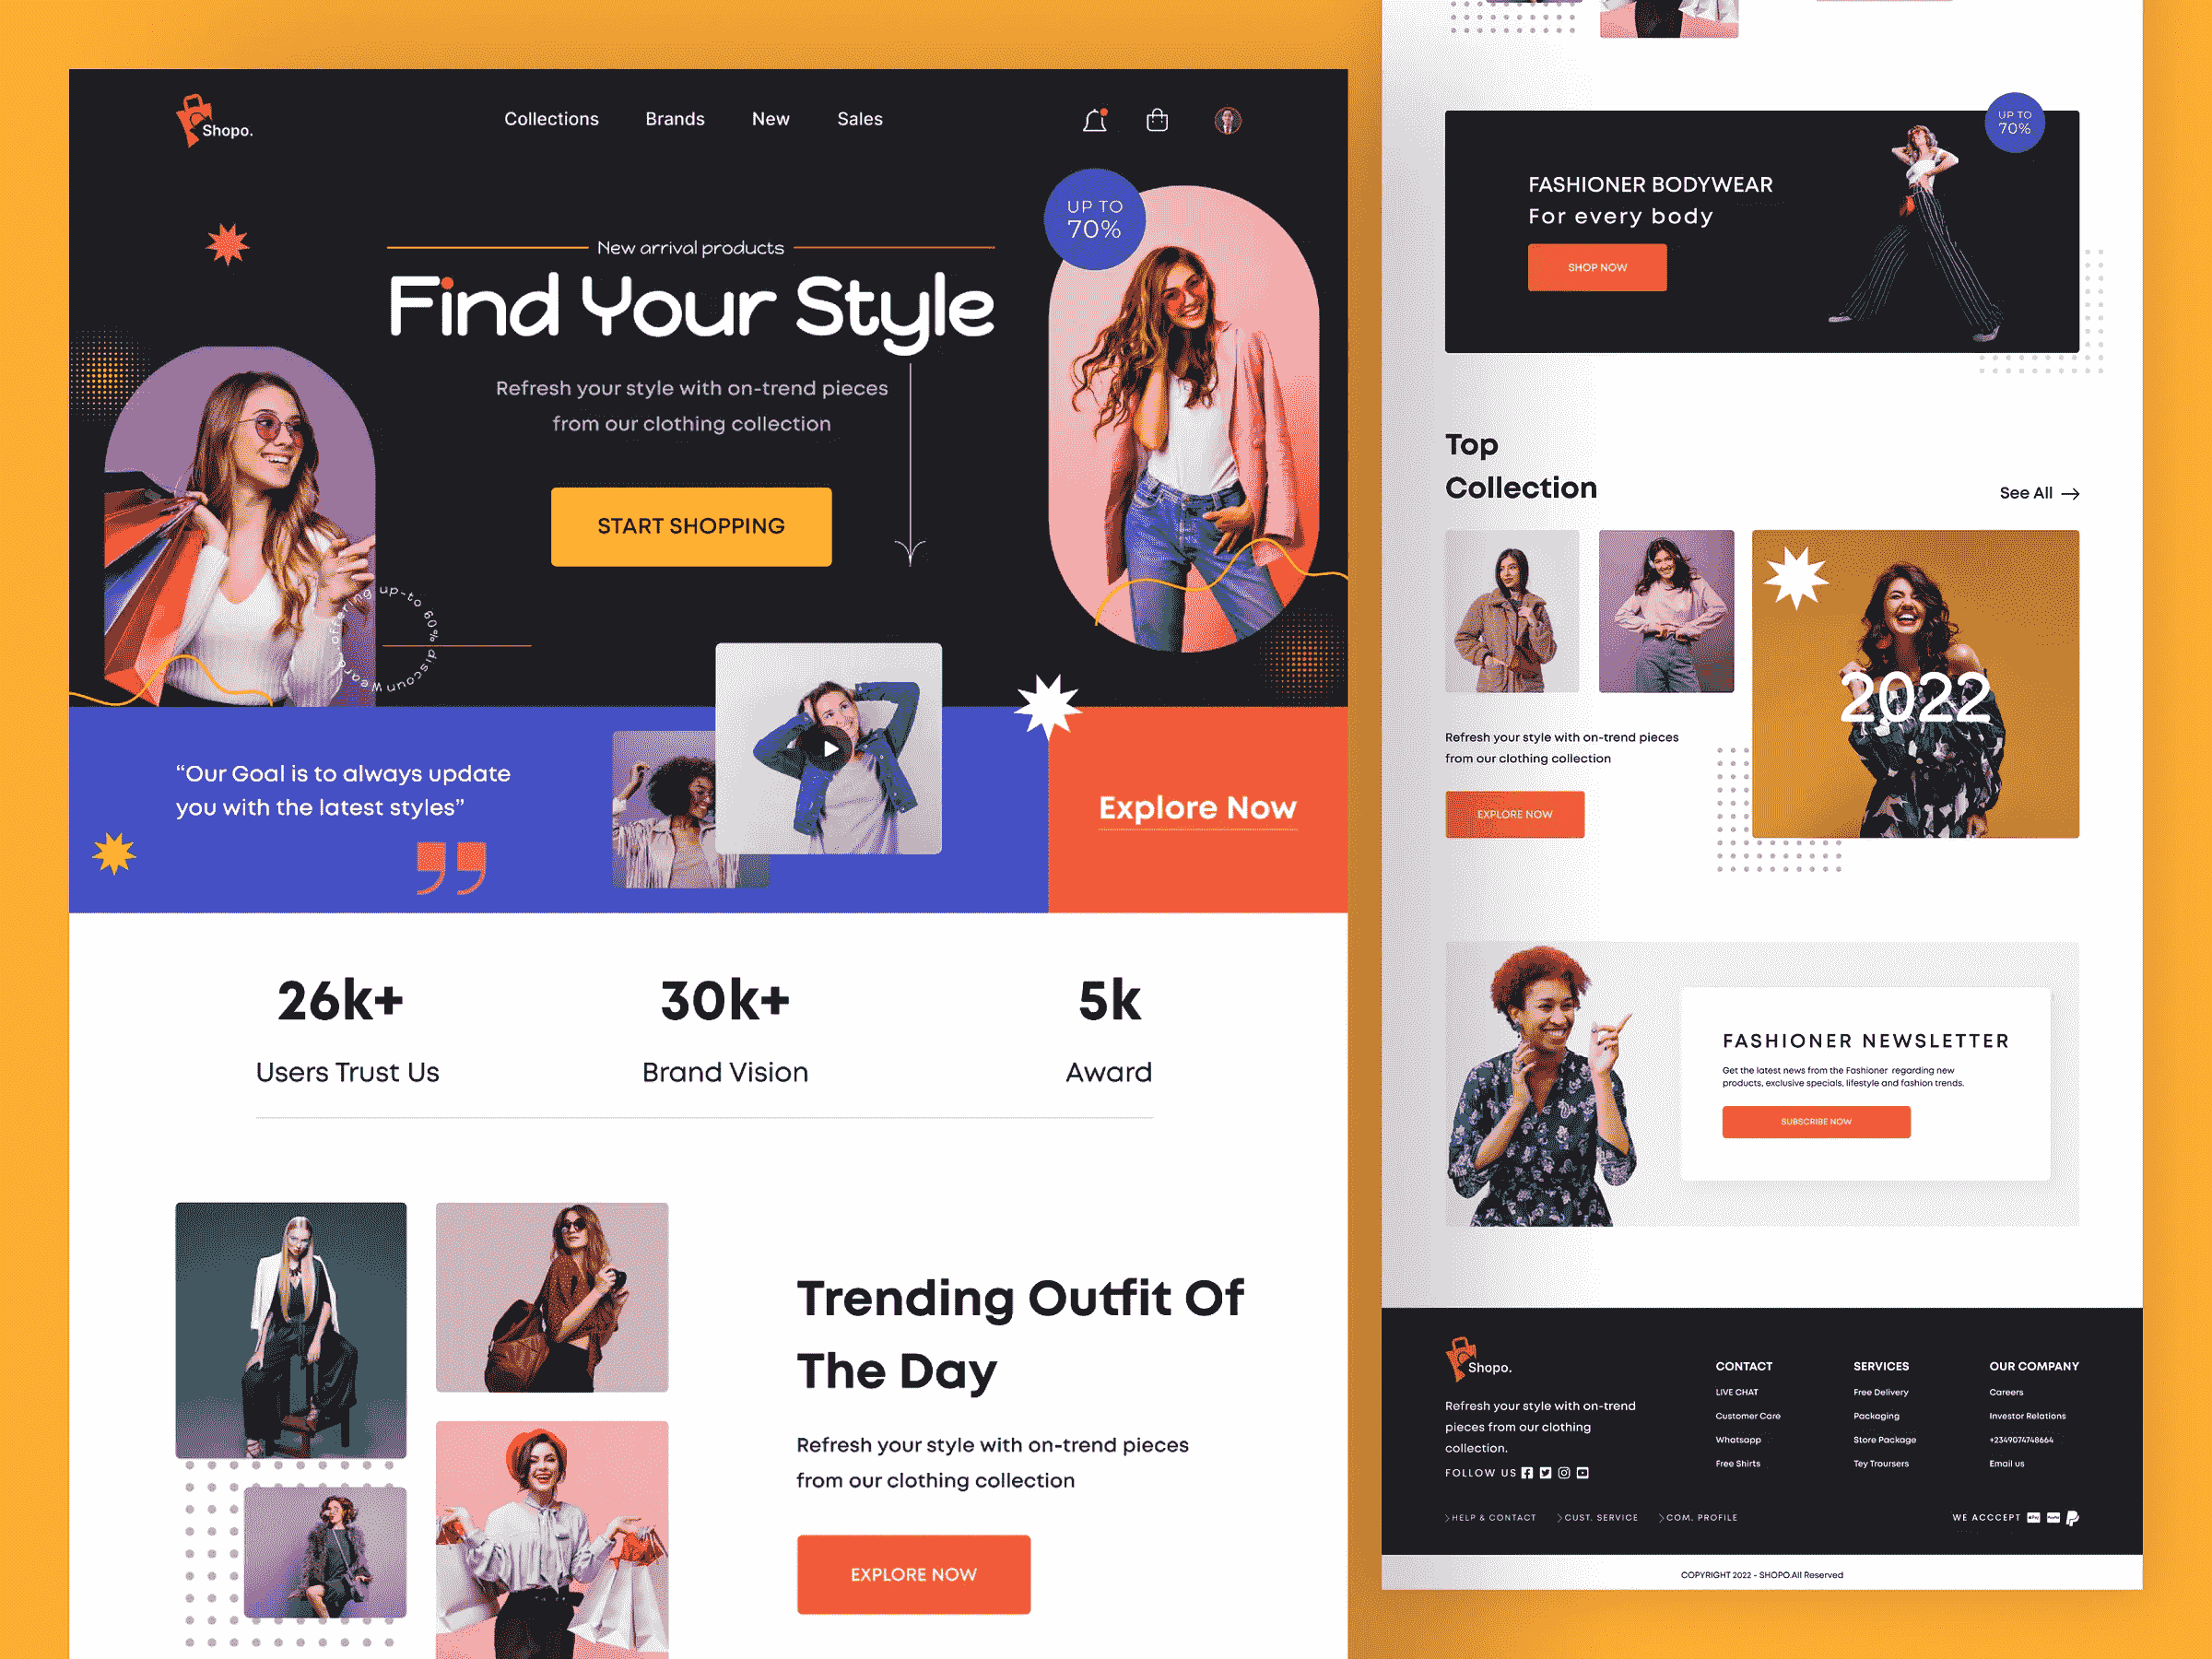 Shopo.
Collections
Brands
New
Sales
UP TO
70%
New arrival products
Find Your Style
Refresh your style with on-trend pieces
from our clothing collection
START SHOPPING
offering up-to 60% discoun wear.
“Our Goal is to always update
you with the latest styles”
Explore Now
26k+
Users Trust Us
30k+
Brand Vision
5k
Award
Trending Outfit Of
The Day
Refresh your style with on-trend pieces
from our clothing collection
EXPLORE NOW
UP TO
70%
FASHIONER BODYWEAR
For every body
SHOP NOW
Top
Collection
See All
2022
Refresh your style with on-trend pieces
from our clothing collection
EXPLORE NOW
FASHIONER NEWSLETTER
Get the latest news from the Fashioner regarding new
products, exclusive specials, lifestyle and fashion trends.
SUBSCRIBE NOW
Shopo.
Refresh your style with on-trend
pieces from our clothing
collection.
FOLLOW US
CONTACT
LIVE CHAT
Customer Care
Whatsapp
Free Shirts
SERVICES
Free Delivery
Packaging
Store Package
Tey Troursers
OUR COMPANY
Careers
Investor Relations
+2349074748664
Email us
HELP & CONTACT
CUST. SERVICE
COM. PROFILE
WE ACCCEPT
COPYRIGHT 2022 - SHOPO.All Reserved